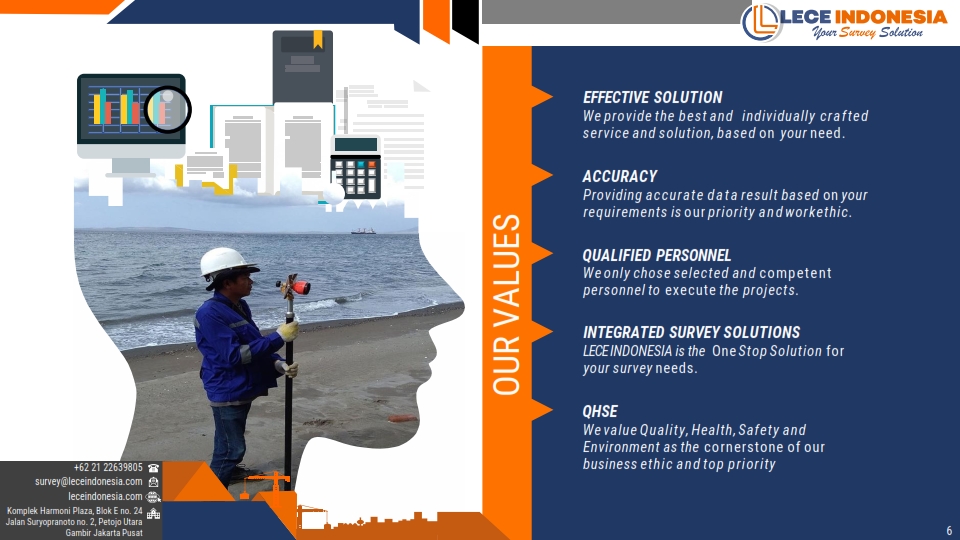 LECE INDONESIA
Your Survey Solution
OUR VALUES
EFFECTIVE SOLUTION
We provide the best and individually crafted
service and solution, based on your need.
ACCURACY
Providing accurate data result based on your
requirements is our priority and workethic.
QUALIFIED PERSONNEL
We only chose selected and competent
personnel to execute the projects.
INTEGRATED SURVEY SOLUTIONS
LECE INDONESIA is the One Stop Solution for
your survey needs.
QHSE
We value Quality, Health, Safety and
Environment as the cornerstone of our
business ethic and top priority
+62 21 22639805
survey@leceindonesia.com
leceindonesia.com
Komplek Harmoni Plaza, Blok E no. 24
Jalan Suryopranoto no. 2, Petojo Utara
Gambir Jakarta Pusat
6